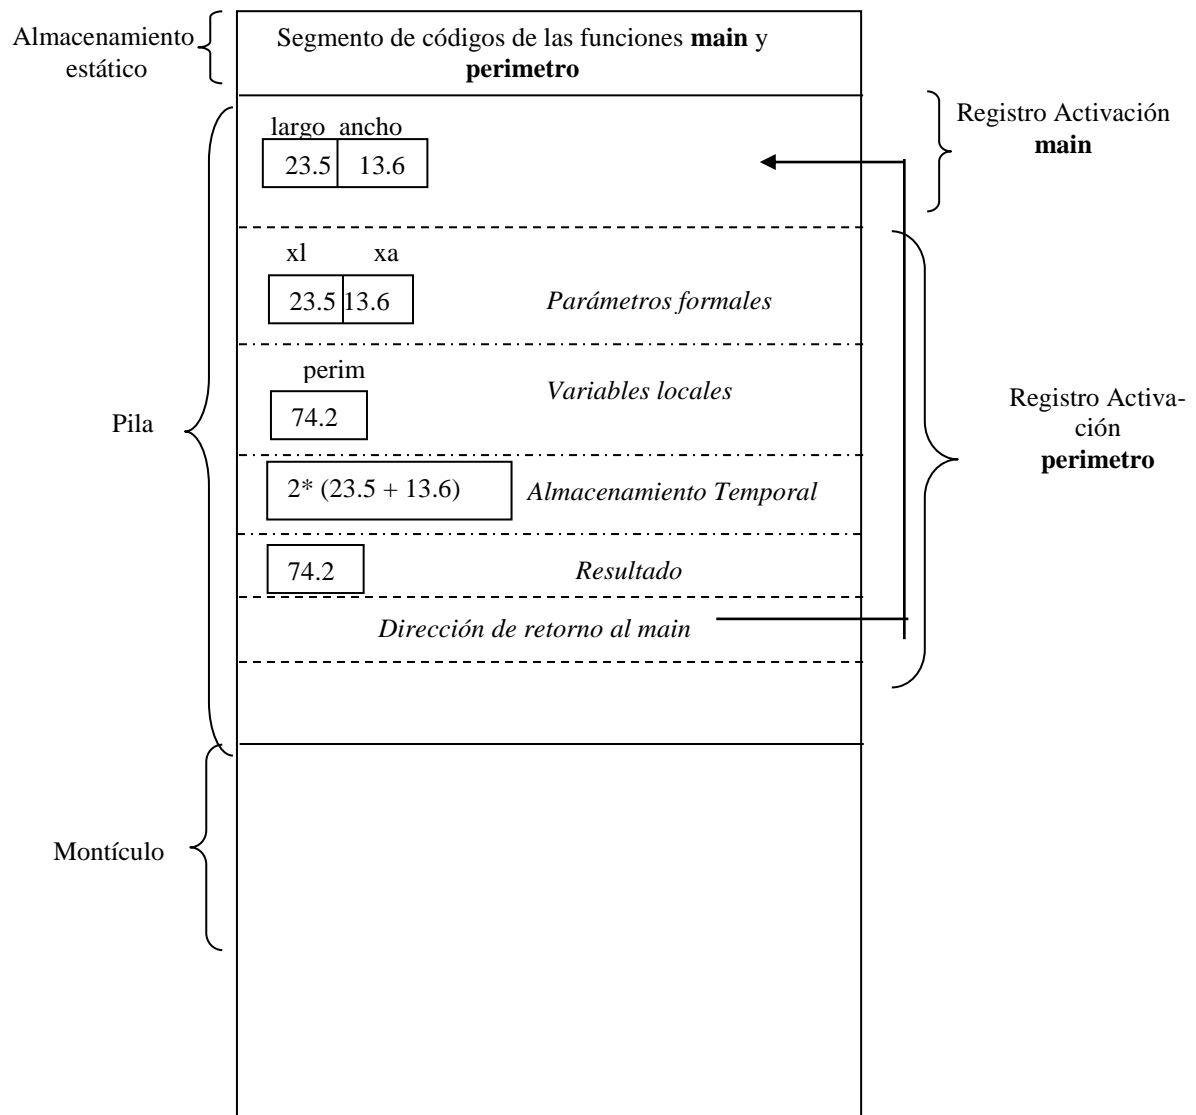 Almacenamiento
estático
Segmento de códigos de las funciones main y
perimetro
Registro Activación
main
largo ancho
23.5 13.6
xl xa
23.5 13.6
Parámetros formales
perim
74.2
Variables locales
Pila
Registro Activa-
ción
perimetro
2* (23.5 + 13.6)
Almacenamiento Temporal
74.2
Resultado
Dirección de retorno al main
Montículo